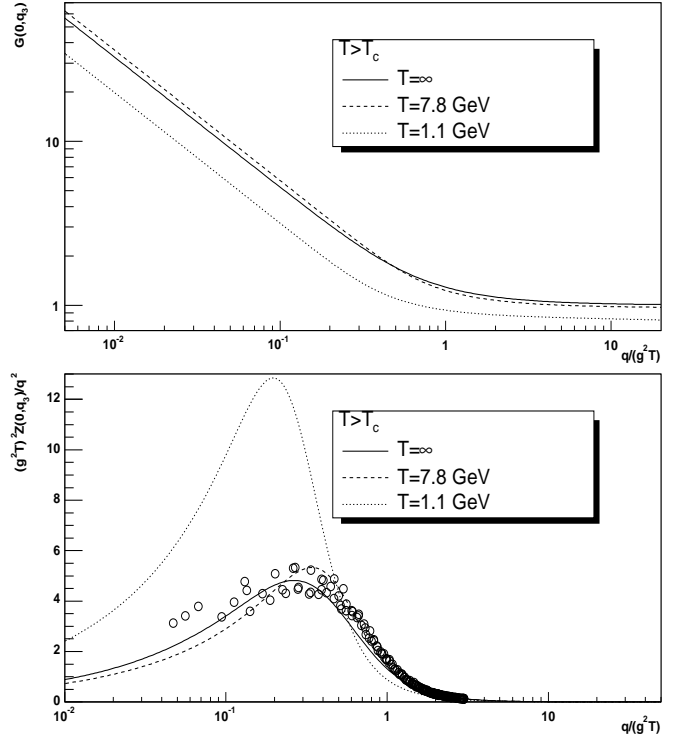 G(0,q₃)
10
1
T>T_c
T=∞
T=7.8 GeV
T=1.1 GeV
10⁻² 10⁻¹ 1 10
q/(g²T)
(g²T)²Z(0,q₃)/q²
12
10
8
6
4
2
0
T>T_c
T=∞
T=7.8 GeV
T=1.1 GeV
10⁻² 10⁻¹ 1 10
q/(g²T)